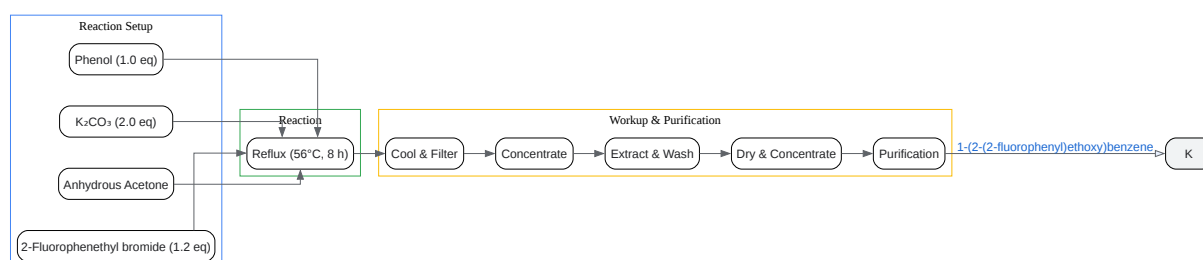 Reaction Setup
Phenol (1.0 eq)
K₂CO₃ (2.0 eq)
Anhydrous Acetone
2-Fluorophenethyl bromide (1.2 eq)
Reaction
Reflux (56°C, 8 h)
Workup & Purification
Cool & Filter
Concentrate
Extract & Wash
Dry & Concentrate
Purification
1-(2-(2-fluorophenyl)ethoxy)benzene
K